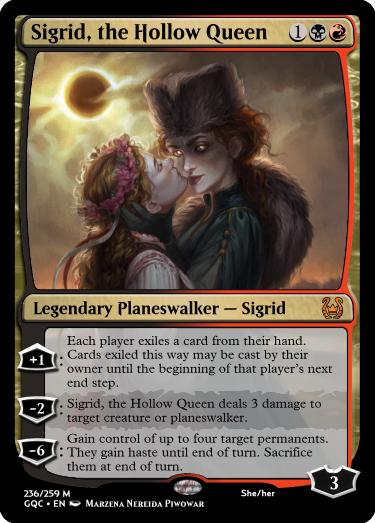 Sigrid, the Hollow Queen 1
Legendary Planeswalker — Sigrid
+1: Each player exiles a card from their hand.
Cards exiled this way may be cast by their
owner until the beginning of that player's next
end step.
-2: Sigrid, the Hollow Queen deals 3 damage to
target creature or planeswalker.
-6: Gain control of up to four target permanents.
They gain haste until end of turn. Sacrifice
them at end of turn.
3
236/259 M She/her
GQC • EN Marzena Nereida Piwowar